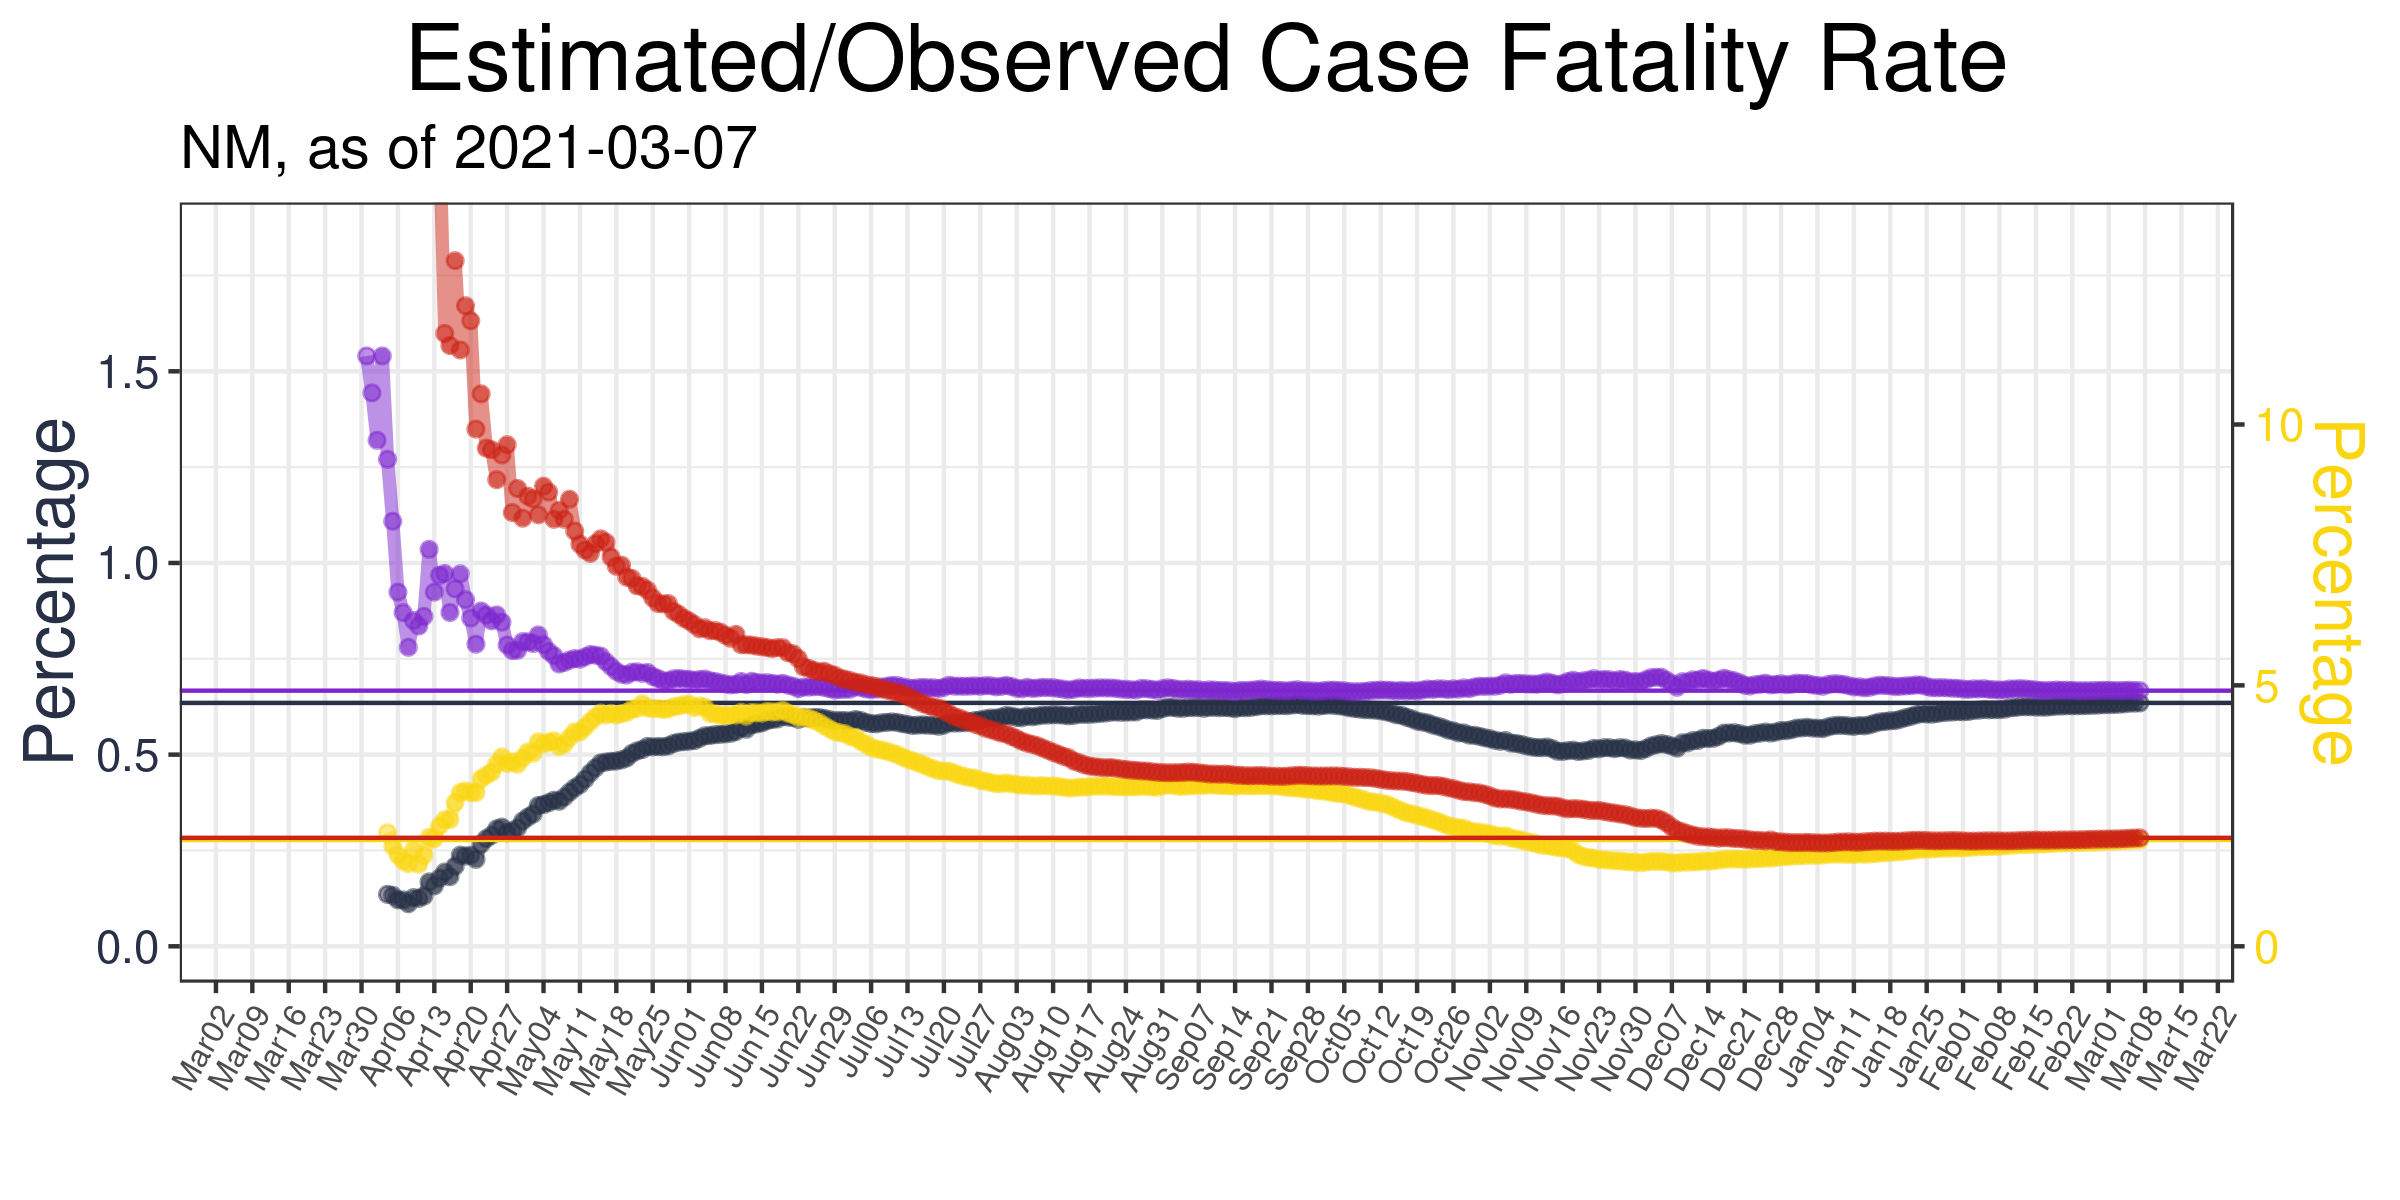 Estimated/Observed Case Fatality Rate
NM, as of 2021-03-07
Percentage
1.5
1.0
0.5
0.0
10
5
0
Percentage
Mar02
Mar09
Mar16
Mar23
Mar30
Apr06
Apr13
Apr20
Apr27
May04
May11
May18
May25
Jun01
Jun08
Jun15
Jun22
Jun29
Jul06
Jul13
Jul20
Jul27
Aug03
Aug10
Aug17
Aug24
Aug31
Sep07
Sep14
Sep21
Sep28
Oct05
Oct12
Oct19
Oct26
Nov02
Nov09
Nov16
Nov23
Nov30
Dec07
Dec14
Dec21
Dec28
Jan04
Jan11
Jan18
Jan25
Feb01
Feb08
Feb15
Feb22
Mar01
Mar08
Mar15
Mar22